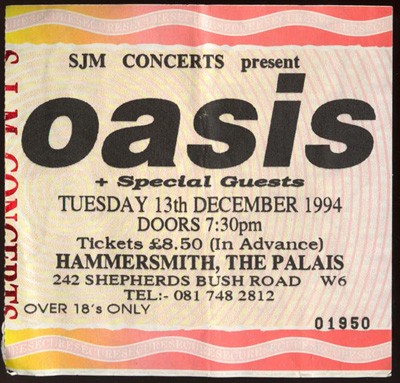 SJM CONCERTS present
oasis
+ Special Guests
TUESDAY 13th DECEMBER 1994
DOORS 7:30pm
Tickets £8.50 (In Advance)
HAMMERSMITH, THE PALAIS
242 SHEPHERDS BUSH ROAD W6
TEL:- 081 748 2812
OVER 18's ONLY
01950
SJM CONCERTS